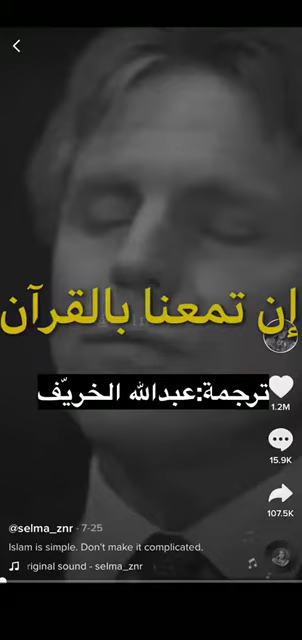 إن تمعنا بالقرآن
ترجمة:عبدالله الخريّف
1.2M
15.9K
107.5K
@selma_znr · 7-25
Islam is simple. Don't make it complicated.
riginal sound - selma_znr